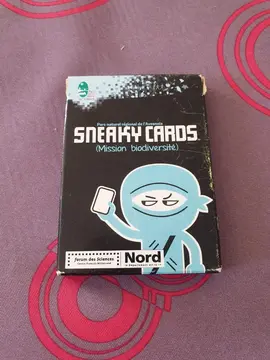 Parc naturel régional de l'Avesnois
SNEAKY CARDS
(Mission biodiversité)
forum des Sciences
Nord